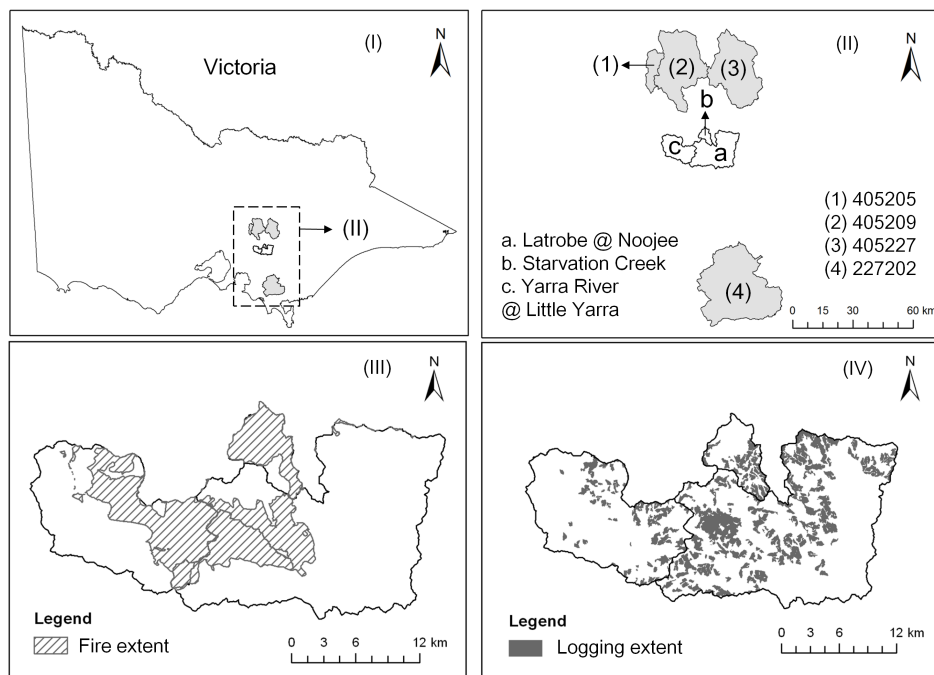 (I)
N
Victoria
(II)
(II)
N
(1)
(2)
(3)
b
c
a
(1) 405205
(2) 405209
(3) 405227
(4) 227202
a. Latrobe @ Noojee
b. Starvation Creek
c. Yarra River
@ Little Yarra
(4)
0 15 30 60 km
(III)
N
Legend
Fire extent
0 3 6 12 km
(IV)
N
Legend
Logging extent
0 3 6 12 km